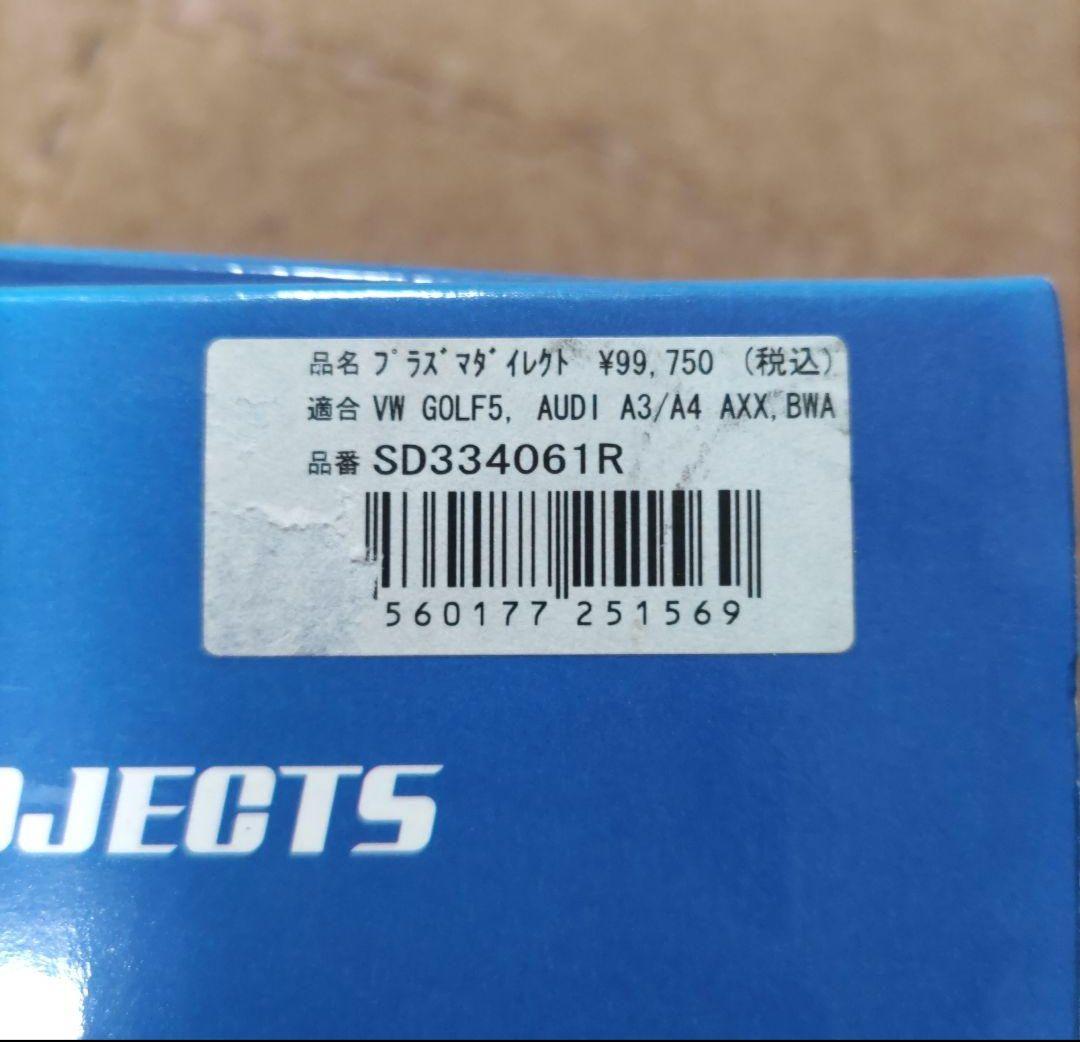 品名 ﾌﾟﾗｽﾞﾏﾀﾞｲﾚｸﾄ ¥99,750 (税込)
適合 VW GOLF5, AUDI A3/A4 AXX,BWA
品番 SD334061R
560177 251569
OJECTS